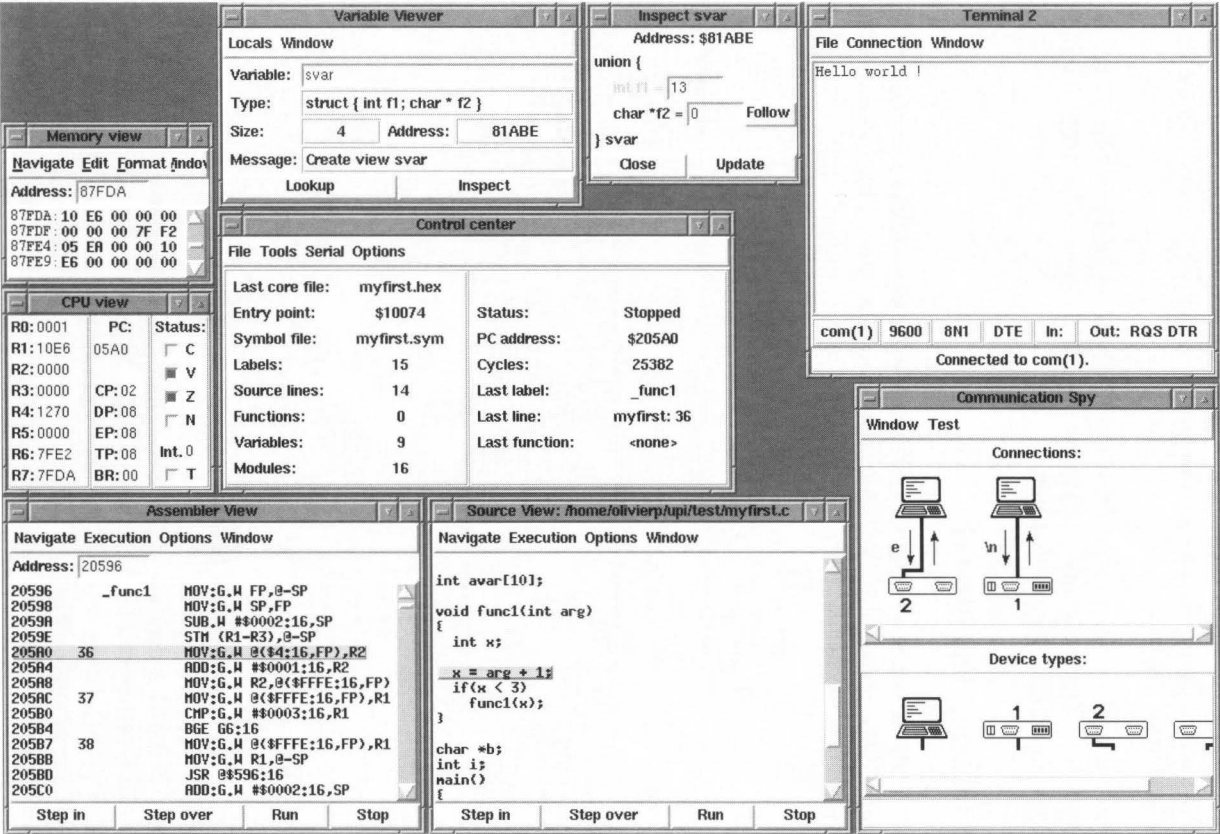 Variable Viewer
Locals Window
Variable: svar
Type: struct { int f1; char * f2 }
Size: 4 Address: 81ABE
Message: Create view svar
Lookup Inspect
Inspect svar
Address: $81ABE
union {
int f1 = 13
char *f2 = 0 Follow
} svar
Close Update
Terminal 2
File Connection Window
Hello world !
com(1) 9600 8N1 DTE In: Out: RQS DTR
Connected to com(1).
Memory view
Navigate Edit Format
Address: 87FDA
87FDA: 10 E6 00 00 00
87FDF: 00 00 00 7F F2
87FE4: 05 EA 00 00 10
87FE9: E6 00 00 00 00
Control center
File Tools Serial Options
Last core file: myfirst.hex
Entry point: $10074 Status: Stopped
Symbol file: myfirst.sym PC address: $205A0
Labels: 15 Cycles: 25382
Source lines: 14 Last label: _func1
Functions: 0 Last line: myfirst: 36
Variables: 9 Last function: <none>
Modules: 16
CPU view
R0: 0001 PC: Status:
R1: 10E6 05A0 C
R2: 0000 V
R3: 0000 CP: 02 Z
R4: 1270 DP: 08 N
R5: 0000 EP: 08
R6: 7FE2 TP: 08 Int. 0
R7: 7FDA BR: 00 T
Communication Spy
Window Test
Connections:
e \n
2 1
Device types:
1 2
Assembler View
Navigate Execution Options Window
Address: 20596
20596 _func1 MOV:G.W FP,@-SP
20598 MOV:G.W SP,FP
2059A SUB.W #$0002:16,SP
2059E STM (R1-R3),@-SP
205A0 36 MOV:G.W @($4:16,FP),R2
205A4 ADD:G.W #$0001:16,R2
205A8 MOV:G.W R2,@($FFFE:16,FP)
205AC 37 MOV:G.W @($FFFE:16,FP),R1
205B0 CMP:G.W #$0003:16,R1
205B4 BGE G6:16
205B7 38 MOV:G.W @($FFFE:16,FP),R1
205BB MOV:G.W R1,@-SP
205BD JSR @$596:16
205C0 ADD:G.W #$0002:16,SP
Step in Step over Run Stop
Source View: /home/olivierp/upi/test/myfirst.c
Navigate Execution Options Window
int avar[10];
void func1(int arg)
{
int x;
x = arg + 1;
if(x < 3)
func1(x);
}
char *b;
int i;
main()
{
Step in Step over Run Stop